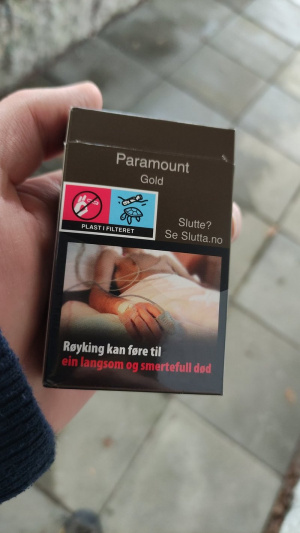 Paramount
Gold
PLAST I FILTERET
Slutte?
Se Slutta.no
Røyking kan føre til
ein langsom og smertefull død